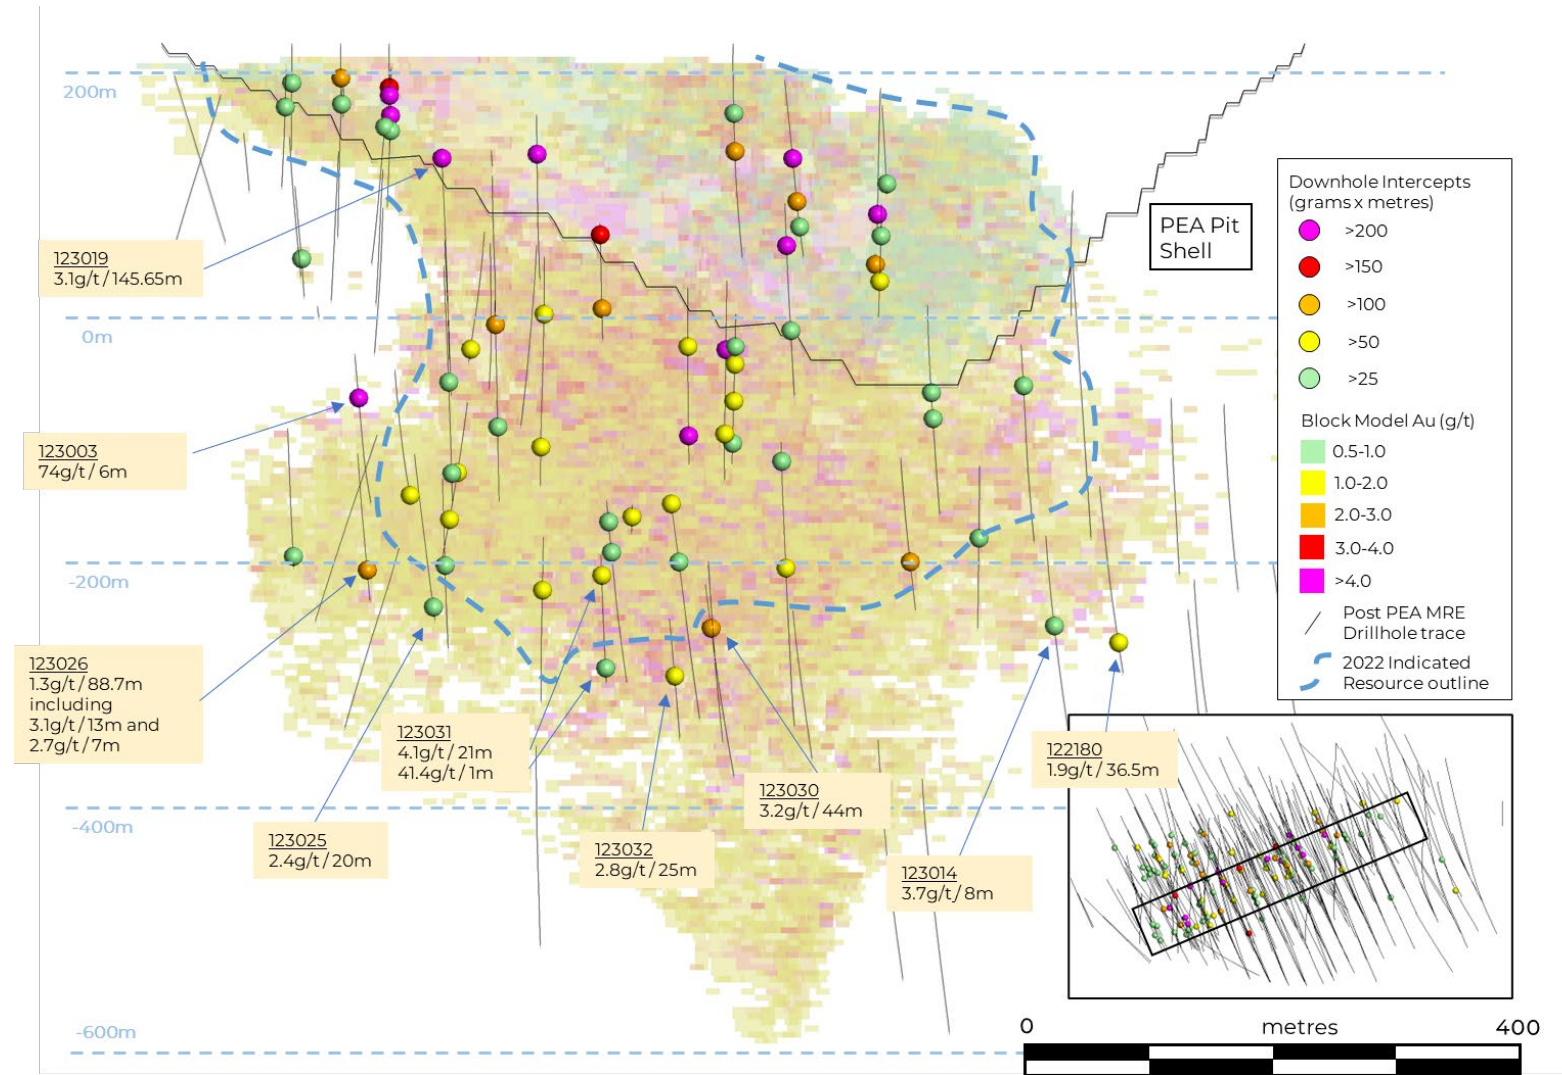 200m
0m
-200m
-400m
-600m
123019
3.1g/t / 145.65m
123003
74g/t / 6m
123026
1.3g/t / 88.7m
including
3.1g/t / 13m and
2.7g/t / 7m
123025
2.4g/t / 20m
123031
4.1g/t / 21m
41.4g/t / 1m
123032
2.8g/t / 25m
123030
3.2g/t / 44m
123014
3.7g/t / 8m
122180
1.9g/t / 36.5m
PEA Pit
Shell
Downhole Intercepts
(grams x metres)
>200
>150
>100
>50
>25
Block Model Au (g/t)
0.5-1.0
1.0-2.0
2.0-3.0
3.0-4.0
>4.0
Post PEA MRE
Drillhole trace
2022 Indicated
Resource outline
0 metres 400